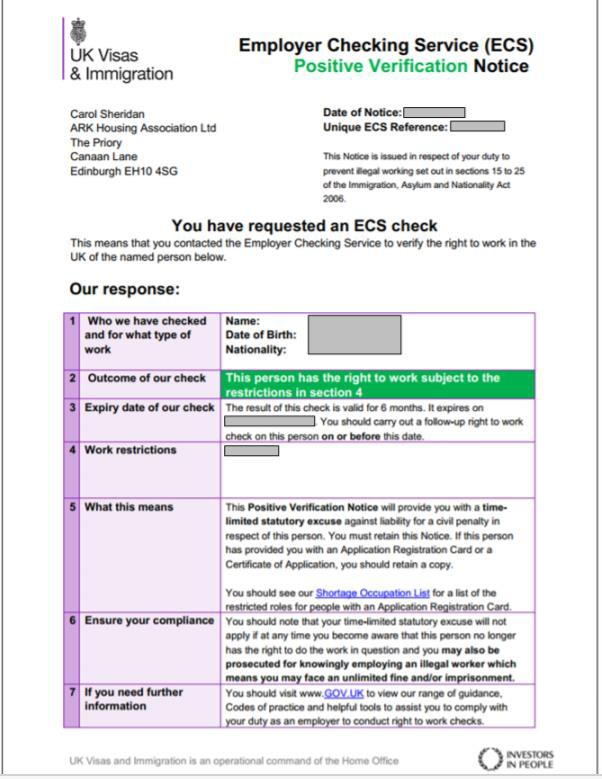 UK Visas
& Immigration
Employer Checking Service (ECS)
Positive Verification Notice
Carol Sheridan
ARK Housing Association Ltd
The Priory
Canaan Lane
Edinburgh EH10 4SG
Date of Notice:
Unique ECS Reference:
This Notice is issued in respect of your duty to
prevent illegal working set out in sections 15 to 25
of the Immigration, Asylum and Nationality Act
2006.
You have requested an ECS check
This means that you contacted the Employer Checking Service to verify the right to work in the
UK of the named person below.
Our response:
1 Who we have checked
and for what type of
work
Name:
Date of Birth:
Nationality:
2 Outcome of our check
This person has the right to work subject to the
restrictions in section 4
3 Expiry date of our check
The result of this check is valid for 6 months. It expires on
. You should carry out a follow-up right to work
check on this person on or before this date.
4 Work restrictions
5 What this means
This Positive Verification Notice will provide you with a time-
limited statutory excuse against liability for a civil penalty in
respect of this person. You must retain this Notice. If this person
has provided you with an Application Registration Card or a
Certificate of Application, you should retain a copy.
You should see our Shortage Occupation List for a list of the
restricted roles for people with an Application Registration Card.
6 Ensure your compliance
You should note that your time-limited statutory excuse will not
apply if at any time you become aware that this person no longer
has the right to do the work in question and you may also be
prosecuted for knowingly employing an illegal worker which
means you may face an unlimited fine and/or imprisonment.
7 If you need further
information
You should visit www.GOV.UK to view our range of guidance,
Codes of practice and helpful tools to assist you to comply with
your duty as an employer to conduct right to work checks.
UK Visas and Immigration is an operational command of the Home Office
INVESTORS
IN PEOPLE